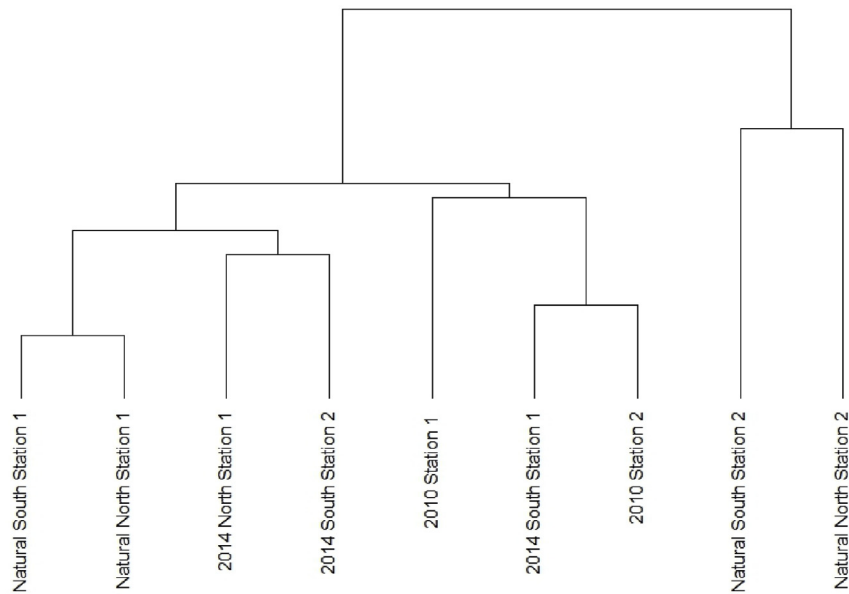 Natural South Station 1
Natural North Station 1
2014 North Station 1
2014 South Station 2
2010 Station 1
2014 South Station 1
2010 Station 2
Natural South Station 2
Natural North Station 2